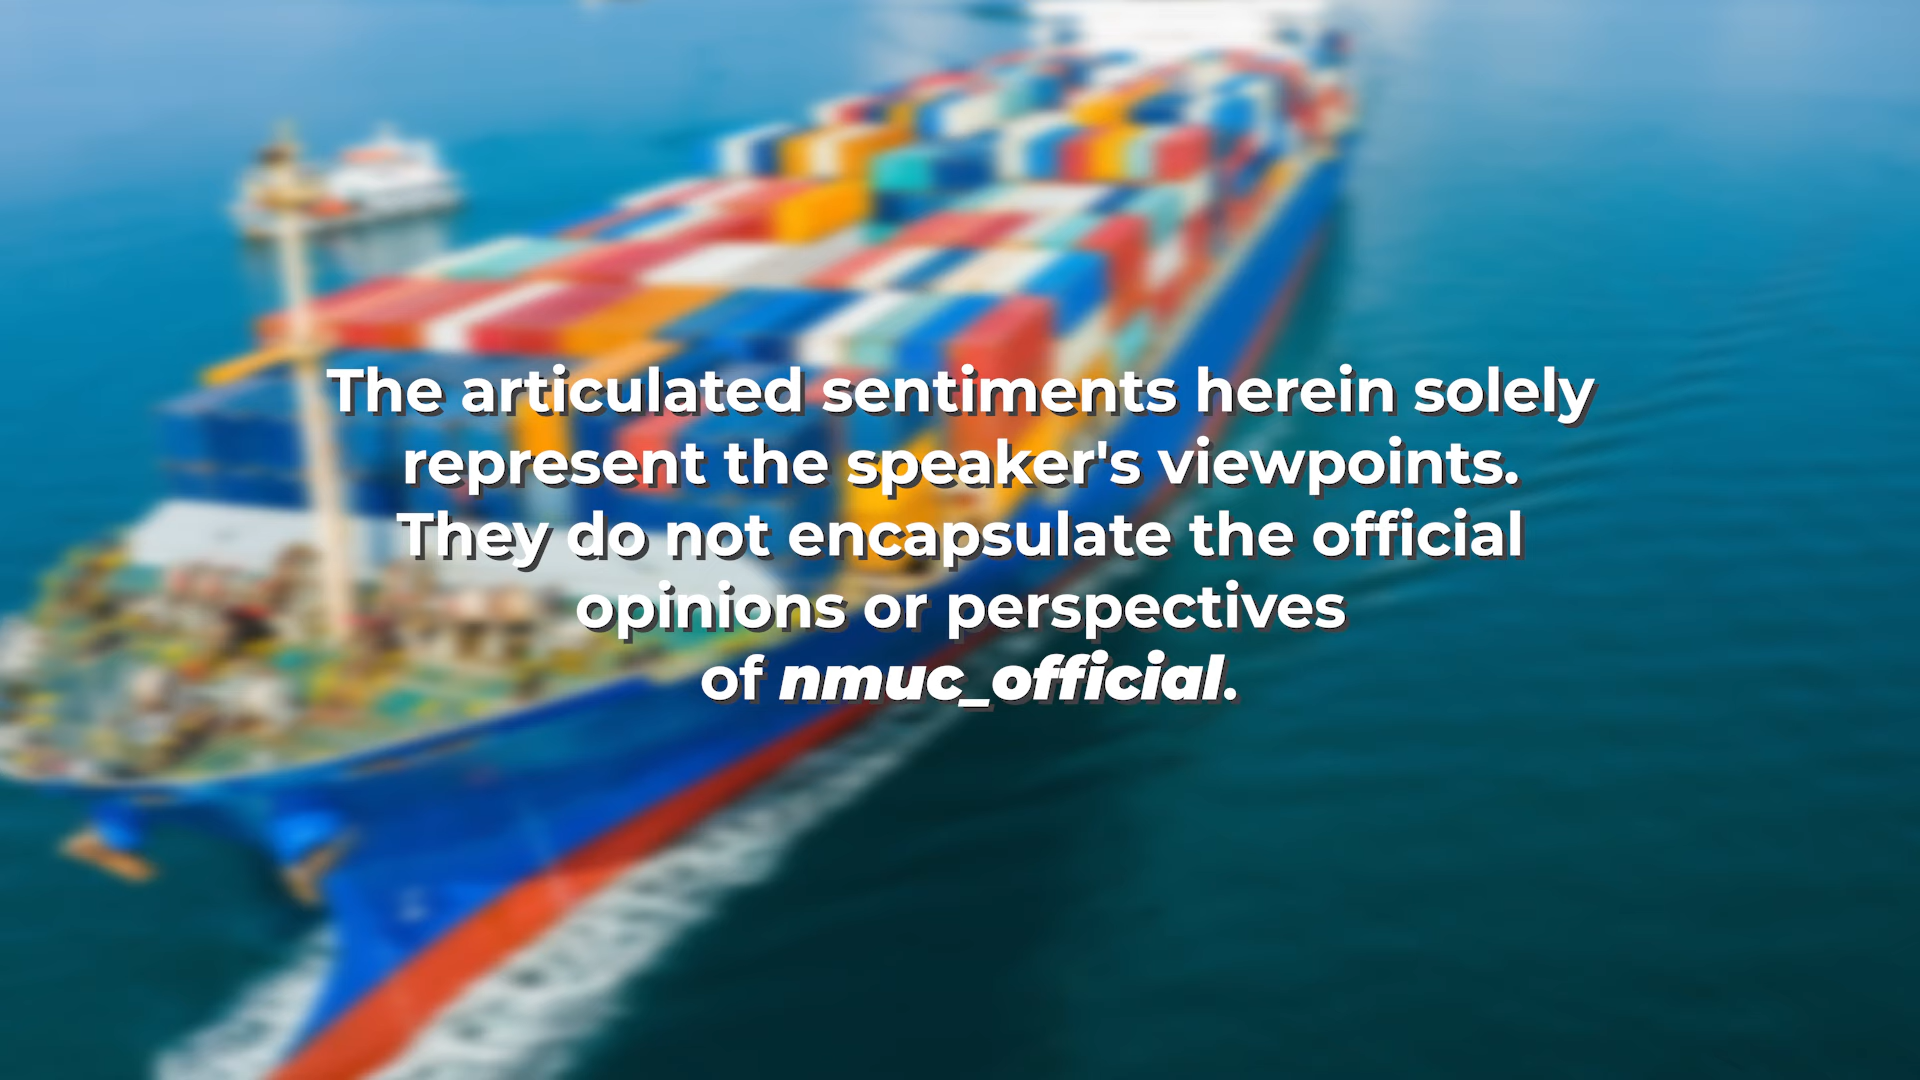 The articulated sentiments herein solely
represent the speaker's viewpoints.
They do not encapsulate the official
opinions or perspectives
of nmuc_official.